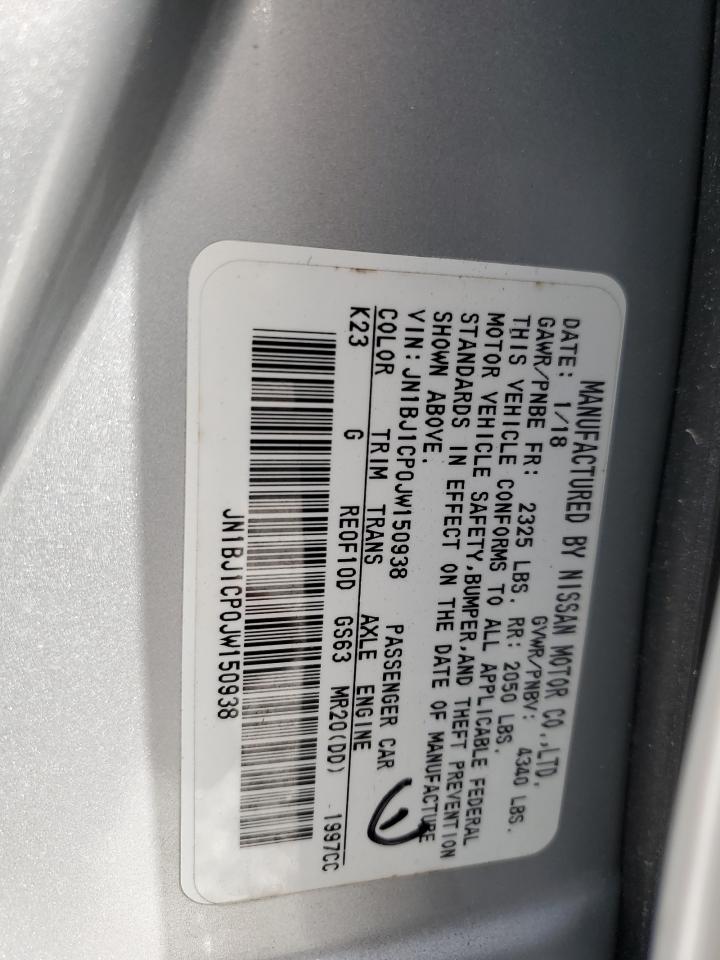 MANUFACTURED BY NISSAN MOTOR CO.,LTD.
DATE: 1/18 GVWR/PNBV: 4340 LBS.
GAWR/PNBE FR: 2325 LBS. RR: 2050 LBS.
THIS VEHICLE CONFORMS TO ALL APPLICABLE FEDERAL
MOTOR VEHICLE SAFETY,BUMPER,AND THEFT PREVENTION
STANDARDS IN EFFECT ON THE DATE OF MANUFACTURE
SHOWN ABOVE.
VIN:JN1BJ1CP0JW150938 PASSENGER CAR
COLOR TRIM TRANS AXLE ENGINE
K23 G RE0F10D GS63 MR20(DD) 1997CC
JN1BJ1CP0JW150938